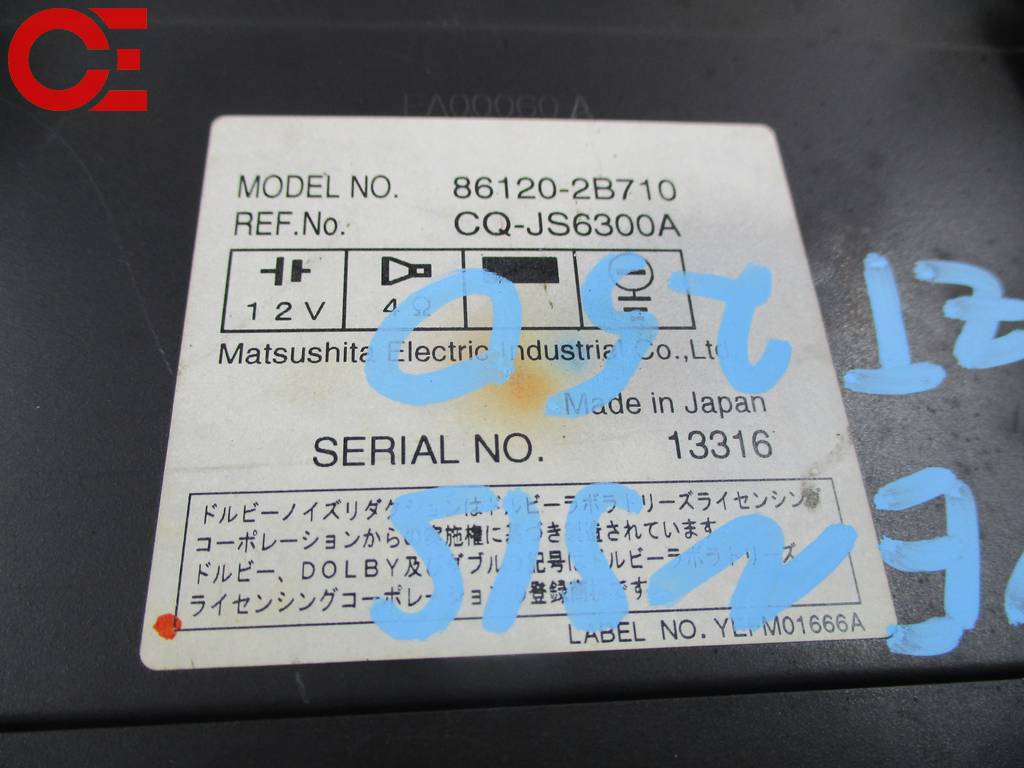 CE
MODEL NO. 86120-2B710
REF.No. CQ-JS6300A
12V 4Ω
Matsushita Electric Industrial Co.,Ltd.
Made in Japan
SERIAL NO. 13316
ドルビーノイズリダクションはドルビーラボラトリーズライセンシング
コーポレーションからの実施権に基づき製造されています。
ドルビー、DOLBY及びダブルD記号はドルビーラボラトリーズ
ライセンシングコーポレーションの登録商標です。
LABEL NO. YLFM01666A